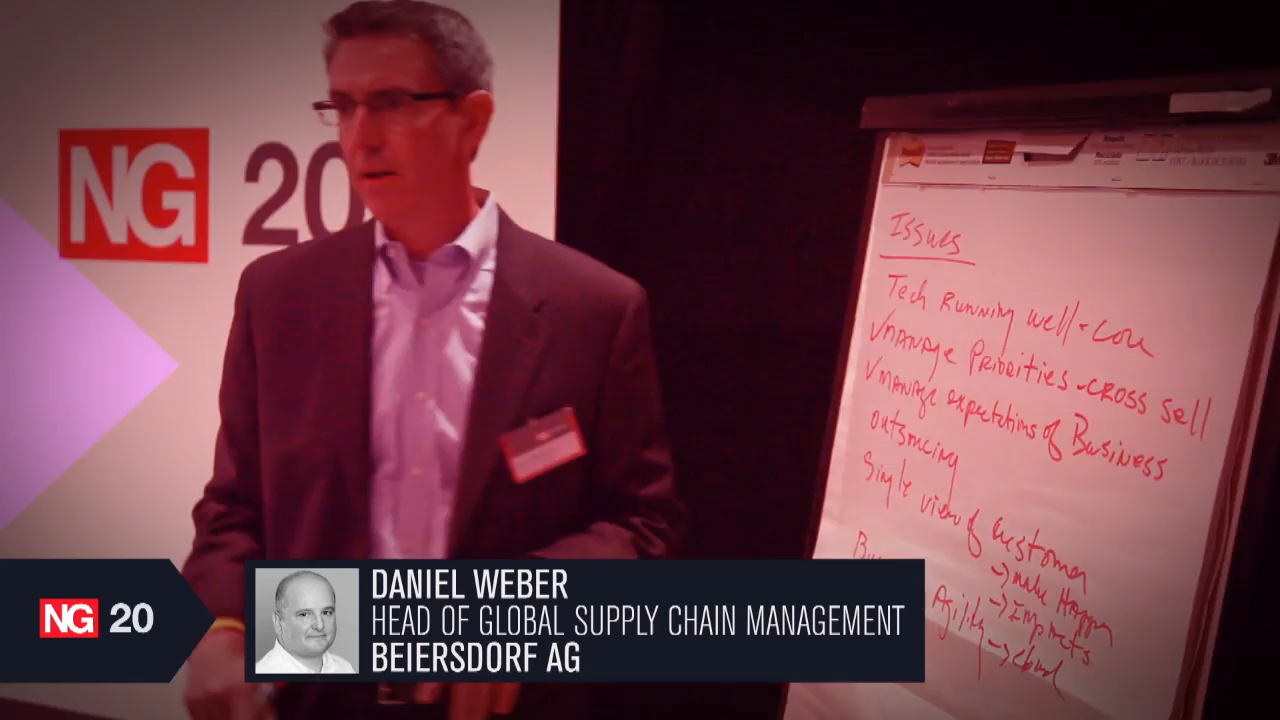 NG 20
Issues
Tech Running well - core
✓MANAge Priorities - CROSS Sell
✓MANAge expectations of Business
outsourcing
Single view of Customer
→ make Happen
Agility → Impacts
→ cloud
NG 20
DANIEL WEBER
HEAD OF GLOBAL SUPPLY CHAIN MANAGEMENT
BEIERSDORF AG